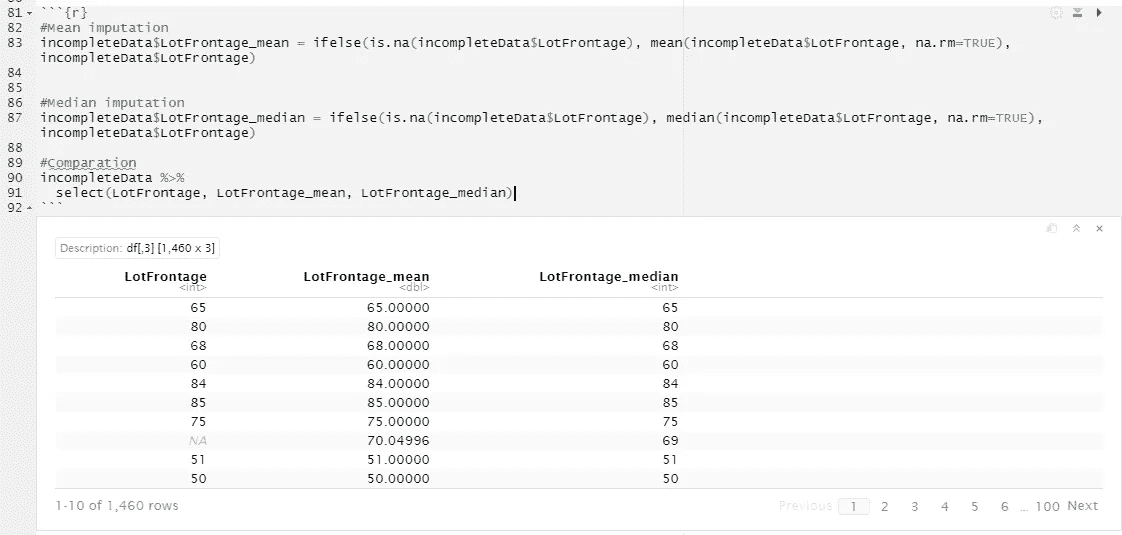 81 ```{r}
82 #Mean imputation
83 incompleteData$LotFrontage_mean = ifelse(is.na(incompleteData$LotFrontage), mean(incompleteData$LotFrontage, na.rm=TRUE),
incompleteData$LotFrontage)
84
85
86 #Median imputation
87 incompleteData$LotFrontage_median = ifelse(is.na(incompleteData$LotFrontage), median(incompleteData$LotFrontage, na.rm=TRUE),
incompleteData$LotFrontage)
88
89 #Comparation
90 incompleteData %>%
91 select(LotFrontage, LotFrontage_mean, LotFrontage_median)
92 ```
Description: df[,3] [1,460 x 3]
LotFrontage LotFrontage_mean LotFrontage_median
<int> <dbl> <int>
65 65.00000 65
80 80.00000 80
68 68.00000 68
60 60.00000 60
84 84.00000 84
85 85.00000 85
75 75.00000 75
NA 70.04996 69
51 51.00000 51
50 50.00000 50
1-10 of 1,460 rows Previous 1 2 3 4 5 6 ... 100 Next